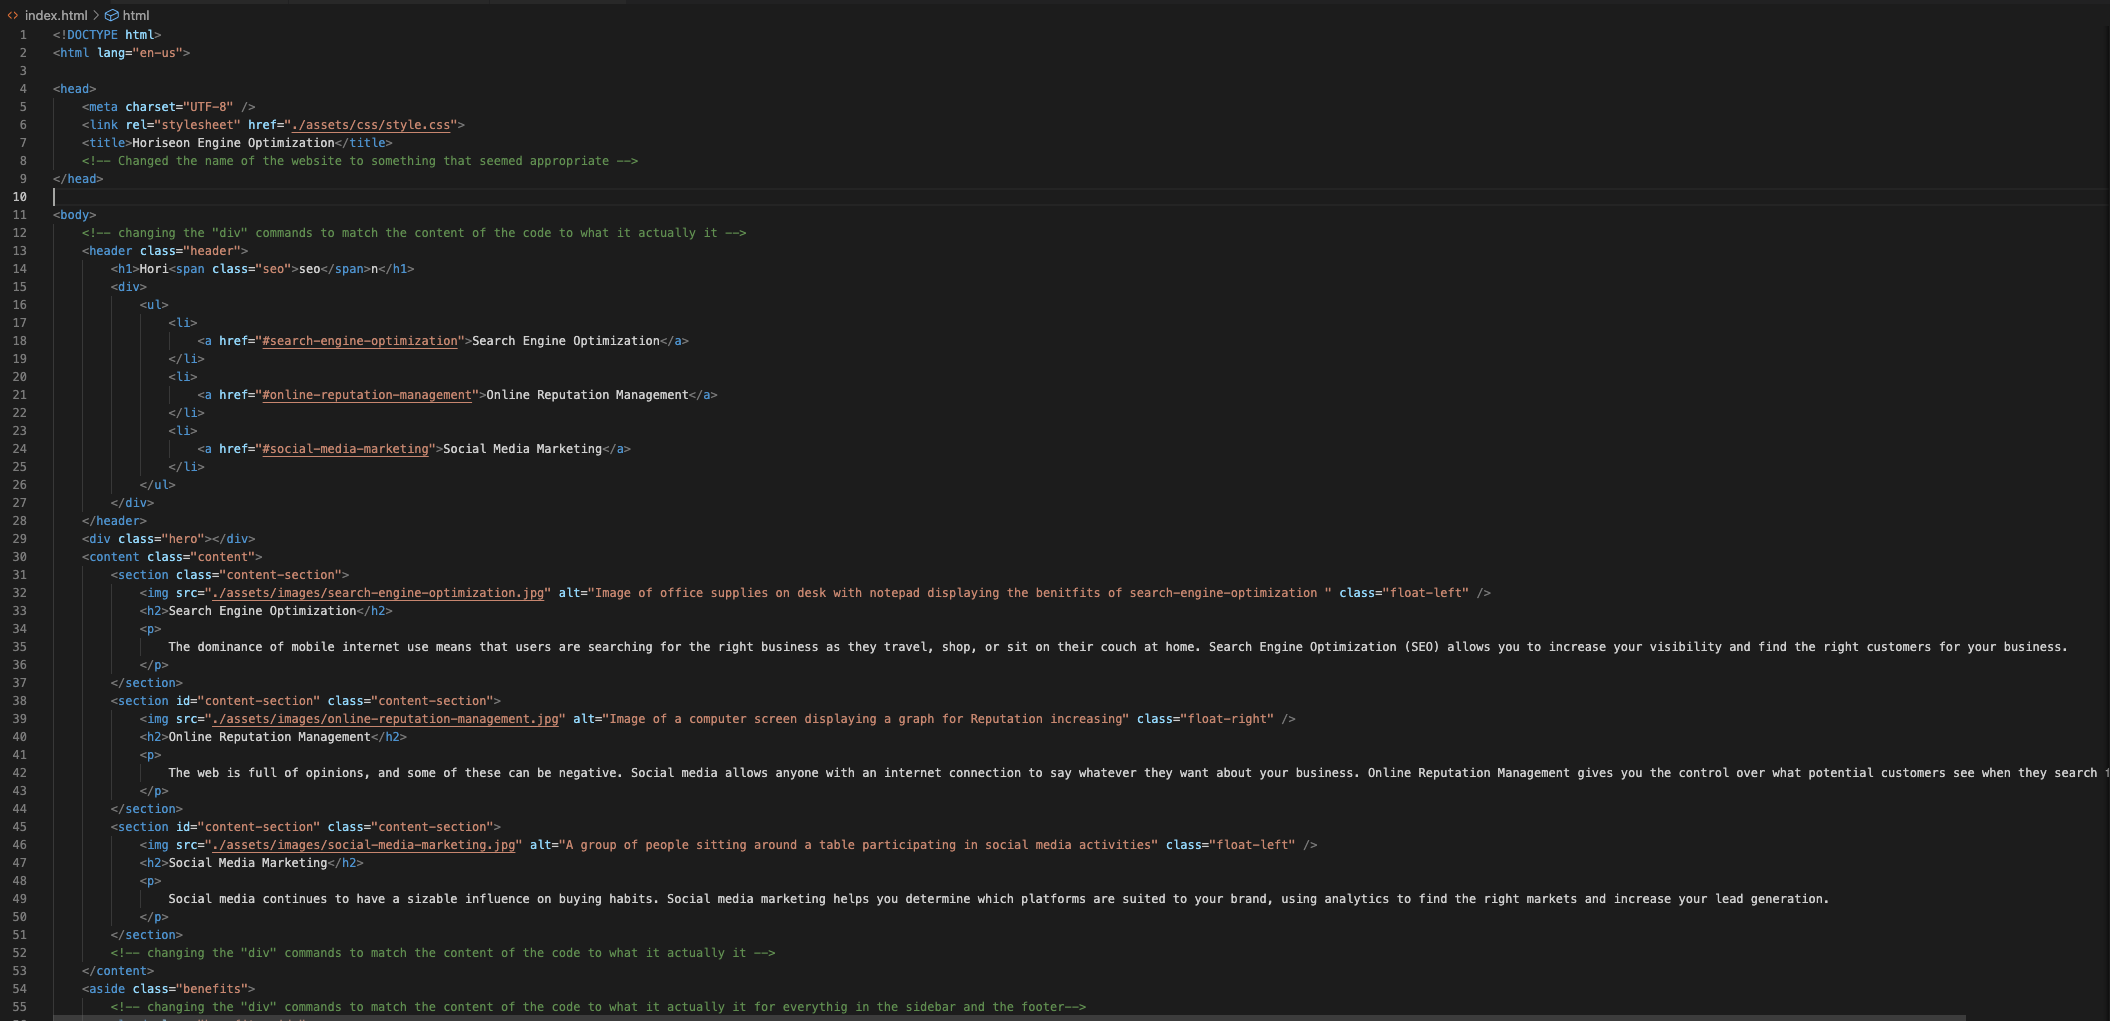 index.html > html
1 <!DOCTYPE html>
2 <html lang="en-us">
3
4 <head>
5 <meta charset="UTF-8" />
6 <link rel="stylesheet" href="./assets/css/style.css">
7 <title>Horiseon Engine Optimization</title>
8 <!-- Changed the name of the website to something that seemed appropriate -->
9 </head>
10
11 <body>
12 <!-- changing the "div" commands to match the content of the code to what it actually it -->
13 <header class="header">
14 <h1>Hori<span class="seo">seo</span>n</h1>
15 <div>
16 <ul>
17 <li>
18 <a href="#search-engine-optimization">Search Engine Optimization</a>
19 </li>
20 <li>
21 <a href="#online-reputation-management">Online Reputation Management</a>
22 </li>
23 <li>
24 <a href="#social-media-marketing">Social Media Marketing</a>
25 </li>
26 </ul>
27 </div>
28 </header>
29 <div class="hero"></div>
30 <content class="content">
31 <section class="content-section">
32 <img src="./assets/images/search-engine-optimization.jpg" alt="Image of office supplies on desk with notepad displaying the benitfits of search-engine-optimization " class="float-left" />
33 <h2>Search Engine Optimization</h2>
34 <p>
35 The dominance of mobile internet use means that users are searching for the right business as they travel, shop, or sit on their couch at home. Search Engine Optimization (SEO) allows you to increase your visibility and find the right customers for your business.
36 </p>
37 </section>
38 <section id="content-section" class="content-section">
39 <img src="./assets/images/online-reputation-management.jpg" alt="Image of a computer screen displaying a graph for Reputation increasing" class="float-right" />
40 <h2>Online Reputation Management</h2>
41 <p>
42 The web is full of opinions, and some of these can be negative. Social media allows anyone with an internet connection to say whatever they want about your business. Online Reputation Management gives you the control over what potential customers see when they search
43 </p>
44 </section>
45 <section id="content-section" class="content-section">
46 <img src="./assets/images/social-media-marketing.jpg" alt="A group of people sitting around a table participating in social media activities" class="float-left" />
47 <h2>Social Media Marketing</h2>
48 <p>
49 Social media continues to have a sizable influence on buying habits. Social media marketing helps you determine which platforms are suited to your brand, using analytics to find the right markets and increase your lead generation.
50 </p>
51 </section>
52 <!-- changing the "div" commands to match the content of the code to what it actually it -->
53 </content>
54 <aside class="benefits">
55 <!-- changing the "div" commands to match the content of the code to what it actually it for everythig in the sidebar and the footer-->